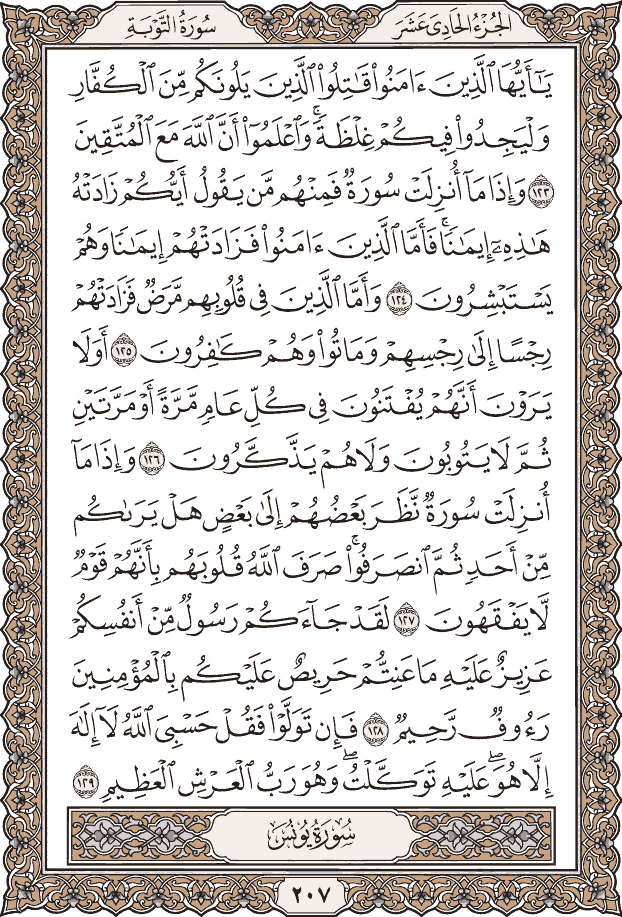 سُورَةُ التَّوْبَةِ
الجُزْءُ الحَادِي عَشَرَ
يَـٰٓأَيُّهَا ٱلَّذِينَ ءَامَنُوا۟ قَـٰتِلُوا۟ ٱلَّذِينَ يَلُونَكُم مِّنَ ٱلْكُفَّارِ
وَلْيَجِدُوا۟ فِيكُمْ غِلْظَةً ۚ وَٱعْلَمُوٓا۟ أَنَّ ٱللَّهَ مَعَ ٱلْمُتَّقِينَ
١٢٣ وَإِذَا مَآ أُنزِلَتْ سُورَةٌ فَمِنْهُم مَّن يَقُولُ أَيُّكُمْ زَادَتْهُ
هَـٰذِهِۦٓ إِيمَـٰنًا ۚ فَأَمَّا ٱلَّذِينَ ءَامَنُوا۟ فَزَادَتْهُمْ إِيمَـٰنًا وَهُمْ
يَسْتَبْشِرُونَ ١٢٤ وَأَمَّا ٱلَّذِينَ فِى قُلُوبِهِم مَّرَضٌ فَزَادَتْهُمْ
رِجْسًا إِلَىٰ رِجْسِهِمْ وَمَاتُوا۟ وَهُمْ كَـٰفِرُونَ ١٢٥ أَوَلَا
يَرَوْنَ أَنَّهُمْ يُفْتَنُونَ فِى كُلِّ عَامٍ مَّرَّةً أَوْ مَرَّتَيْنِ
ثُمَّ لَا يَتُوبُونَ وَلَا هُمْ يَذَّكَّرُونَ ١٢٦ وَإِذَا مَآ
أُنزِلَتْ سُورَةٌ نَّظَرَ بَعْضُهُمْ إِلَىٰ بَعْضٍ هَلْ يَرَىٰكُم
مِّنْ أَحَدٍ ثُمَّ ٱنصَرَفُوا۟ ۚ صَرَفَ ٱللَّهُ قُلُوبَهُم بِأَنَّهُمْ قَوْمٌ
لَّا يَفْقَهُونَ ١٢٧ لَقَدْ جَآءَكُمْ رَسُولٌ مِّنْ أَنفُسِكُمْ
عَزِيزٌ عَلَيْهِ مَا عَنِتُّمْ حَرِيصٌ عَلَيْكُم بِٱلْمُؤْمِنِينَ
رَءُوفٌ رَّحِيمٌ ١٢٨ فَإِن تَوَلَّوْا۟ فَقُلْ حَسْبِىَ ٱللَّهُ لَآ إِلَـٰهَ
إِلَّا هُوَ ۖ عَلَيْهِ تَوَكَّلْتُ ۖ وَهُوَ رَبُّ ٱلْعَرْشِ ٱلْعَظِيمِ ١٢٩
سُورَةُ يُونُسَ
٢٠٧